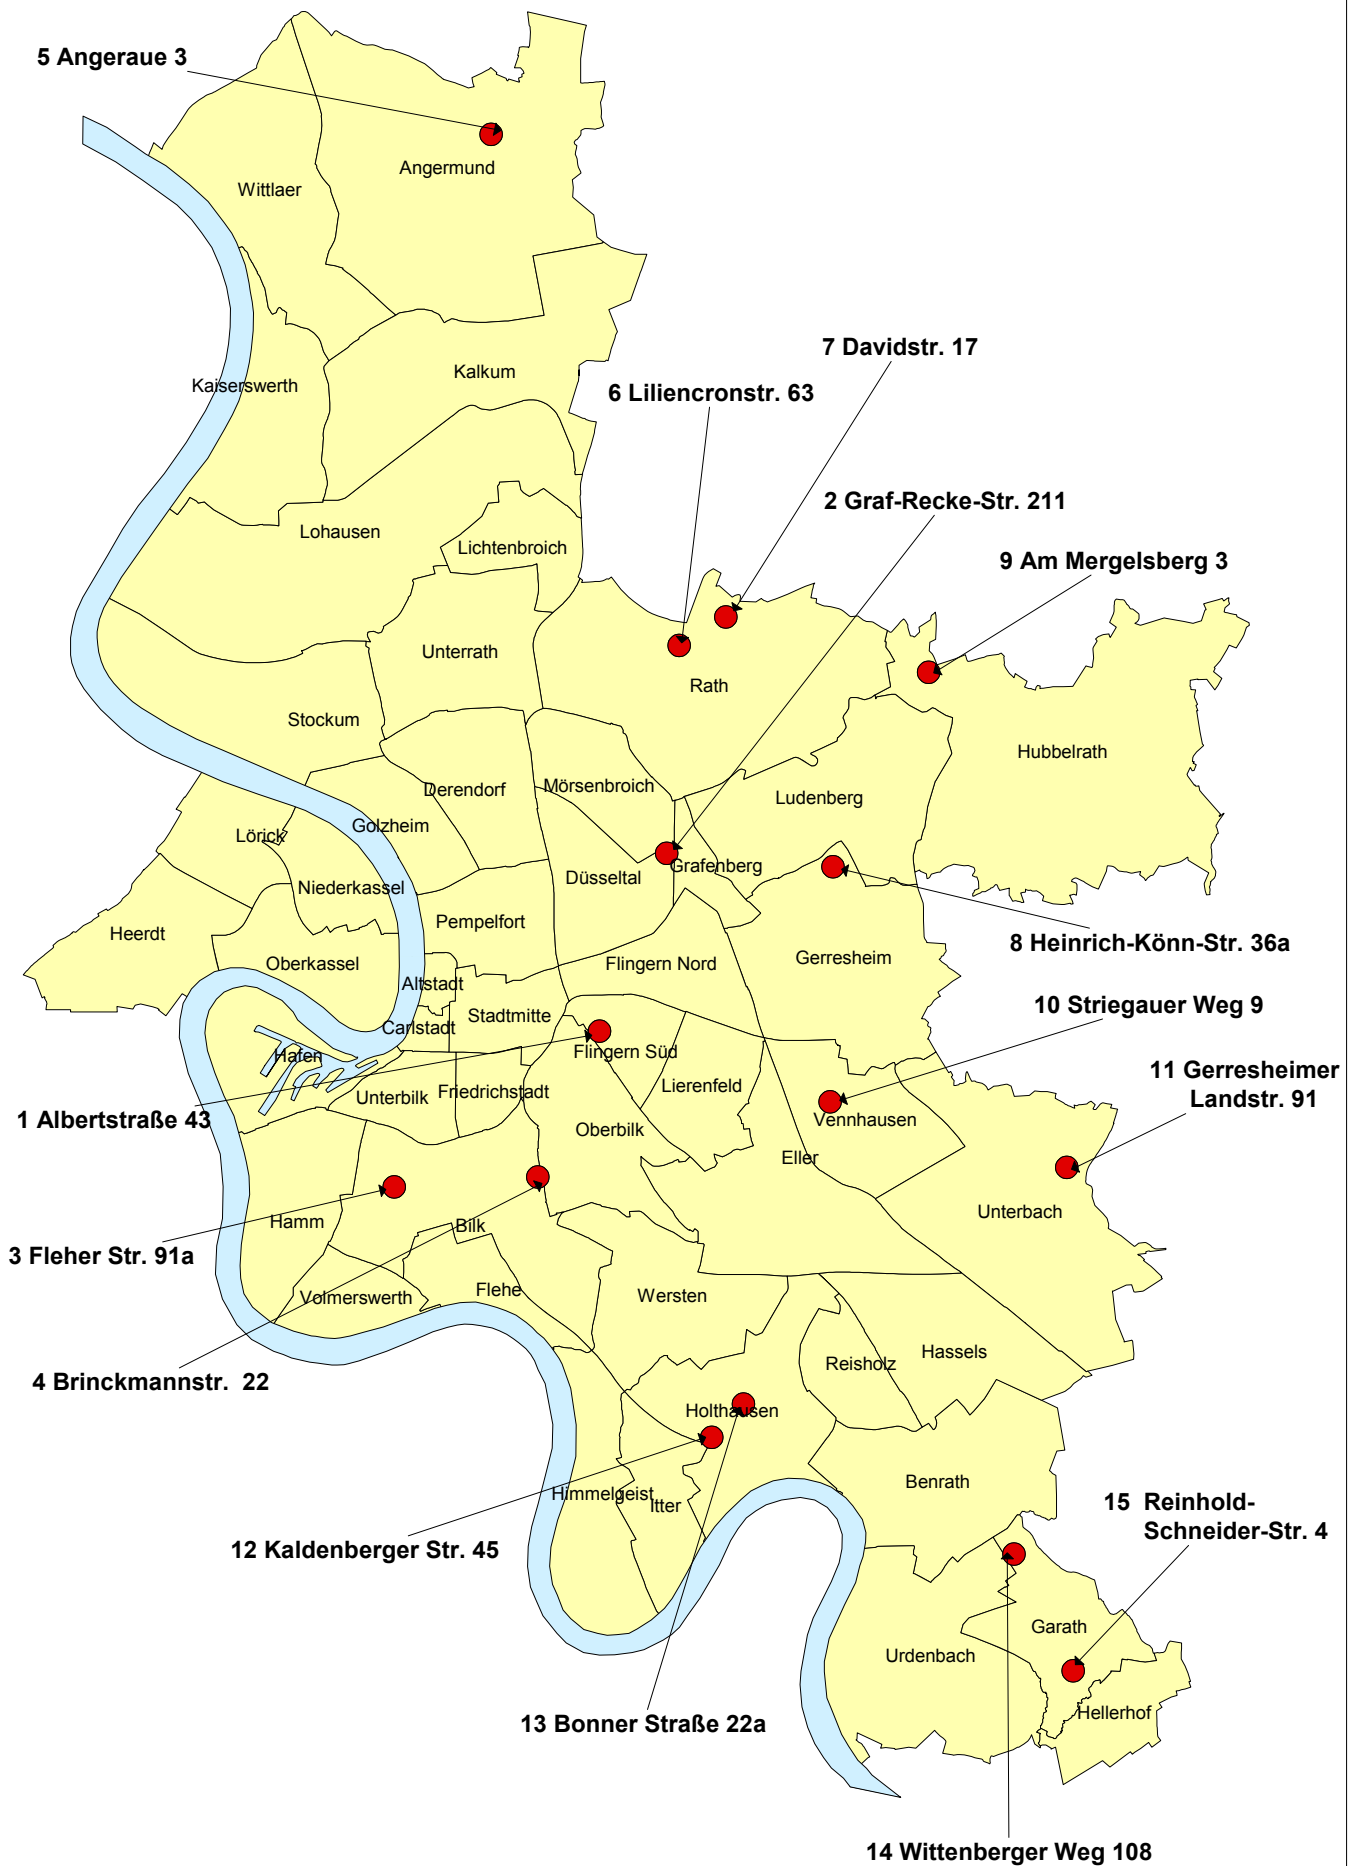 5 Angeraue 3
Angermund
Wittlaer
7 Davidstr. 17
Kalkum
Kaiserswerth
6 Liliencronstr. 63
2 Graf-Recke-Str. 211
Lohausen
Lichtenbroich
9 Am Mergelsberg 3
Unterrath
Rath
Stockum
Hubbelrath
Mörsenbroich
Derendorf
Ludenberg
Golzheim
Lörick
Grafenberg
Düsseltal
Niederkassel
Pempelfort
Heerdt
8 Heinrich-Könn-Str. 36a
Gerresheim
Oberkassel
Flingern Nord
Altstadt
10 Striegauer Weg 9
Stadtmitte
Carlstadt
Flingern Süd
Hafen
11 Gerresheimer
Landstr. 91
Lierenfeld
Friedrichstadt
Unterbilk
1 Albertstraße 43
Vennhausen
Oberbilk
Eller
Unterbach
Hamm
Bilk
3 Fleher Str. 91a
Flehe
Wersten
Volmerswerth
Hassels
Reisholz
4 Brinckmannstr.  22
Holthausen
Benrath
Himmelgeist
Itter
15  Reinhold-
Schneider-Str. 4
12 Kaldenberger Str. 45
Garath
Urdenbach
Hellerhof
13 Bonner Straße 22a
14 Wittenberger Weg 108